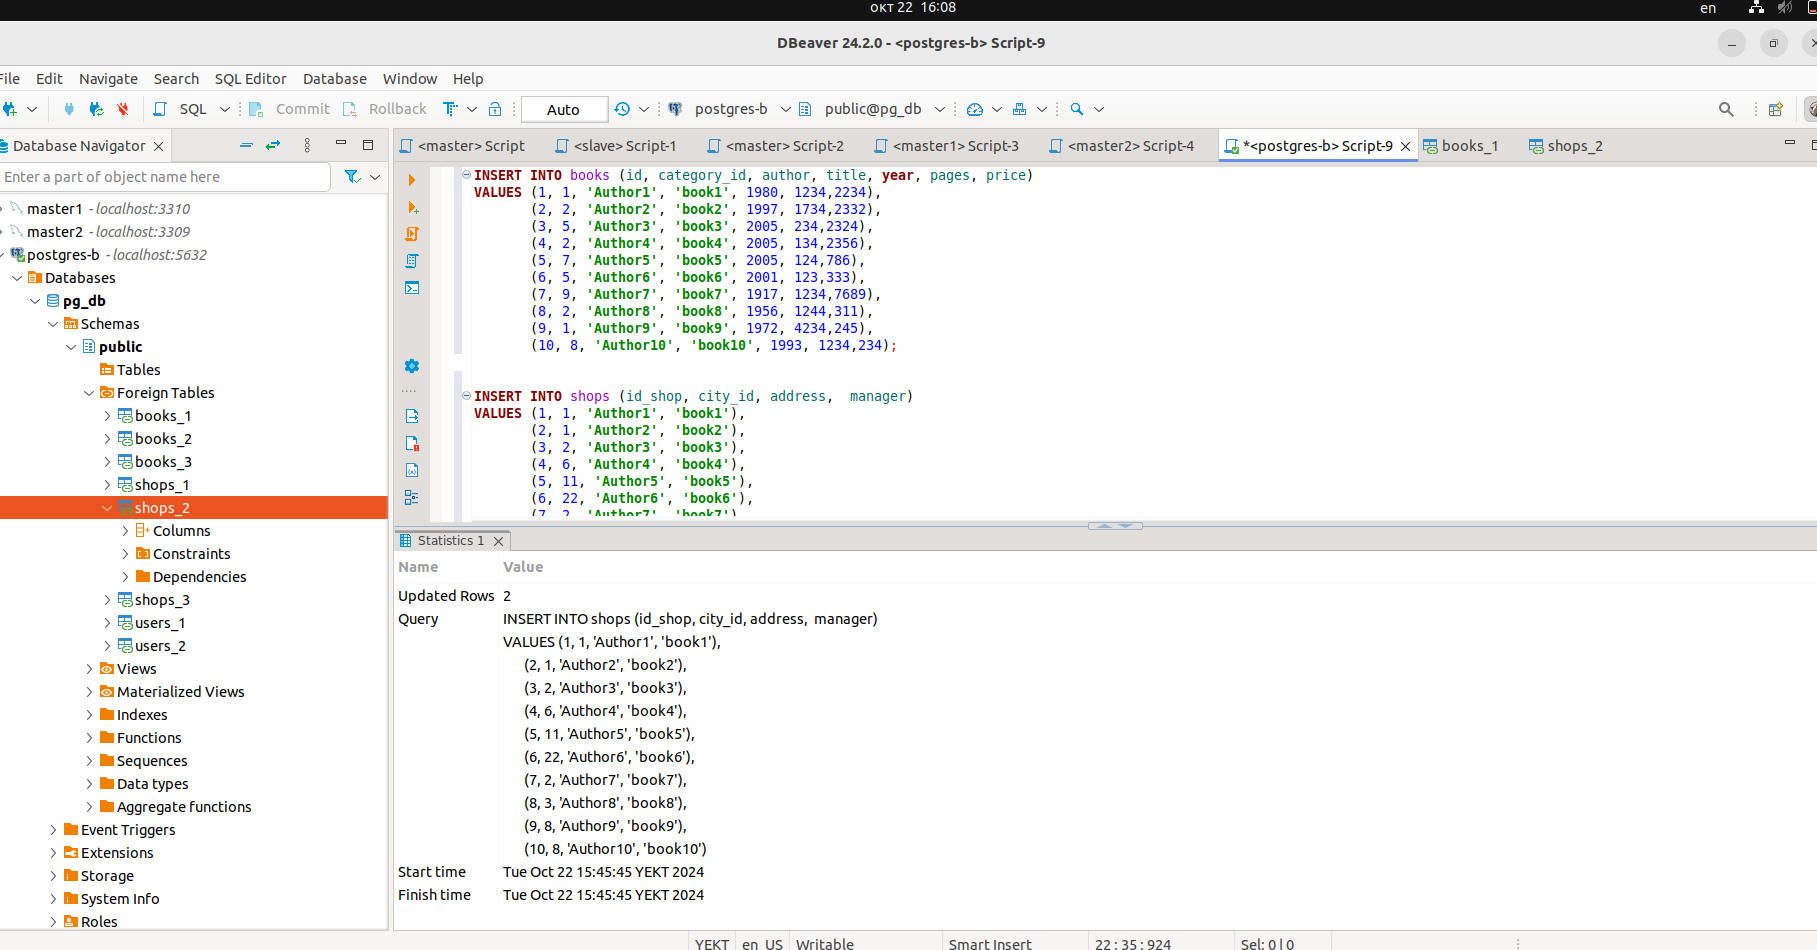 окт 22 16:08
en
DBeaver 24.2.0 - <postgres-b> Script-9
File Edit Navigate Search SQL Editor Database Window Help
SQL Commit Rollback Auto postgres-b public@pg_db
Database Navigator
<master> Script <slave> Script-1 <master> Script-2 <master1> Script-3 <master2> Script-4 *<postgres-b> Script-9 books_1 shops_2
Enter a part of object name here
master1 - localhost:3310
master2 - localhost:3309
postgres-b - localhost:5632
Databases
pg_db
Schemas
public
Tables
Foreign Tables
books_1
books_2
books_3
shops_1
shops_2
Columns
Constraints
Dependencies
shops_3
users_1
users_2
Views
Materialized Views
Indexes
Functions
Sequences
Data types
Aggregate functions
Event Triggers
Extensions
Storage
System Info
Roles
INSERT INTO books (id, category_id, author, title, year, pages, price)
VALUES (1, 1, 'Author1', 'book1', 1980, 1234,2234),
(2, 2, 'Author2', 'book2', 1997, 1734,2332),
(3, 5, 'Author3', 'book3', 2005, 234,2324),
(4, 2, 'Author4', 'book4', 2005, 134,2356),
(5, 7, 'Author5', 'book5', 2005, 124,786),
(6, 5, 'Author6', 'book6', 2001, 123,333),
(7, 9, 'Author7', 'book7', 1917, 1234,7689),
(8, 2, 'Author8', 'book8', 1956, 1244,311),
(9, 1, 'Author9', 'book9', 1972, 4234,245),
(10, 8, 'Author10', 'book10', 1993, 1234,234);
INSERT INTO shops (id_shop, city_id, address,  manager)
VALUES (1, 1, 'Author1', 'book1'),
(2, 1, 'Author2', 'book2'),
(3, 2, 'Author3', 'book3'),
(4, 6, 'Author4', 'book4'),
(5, 11, 'Author5', 'book5'),
(6, 22, 'Author6', 'book6'),
(7, 2, 'Author7', 'book7')
Statistics 1
Name Value
Updated Rows 2
Query INSERT INTO shops (id_shop, city_id, address,  manager)
VALUES (1, 1, 'Author1', 'book1'),
(2, 1, 'Author2', 'book2'),
(3, 2, 'Author3', 'book3'),
(4, 6, 'Author4', 'book4'),
(5, 11, 'Author5', 'book5'),
(6, 22, 'Author6', 'book6'),
(7, 2, 'Author7', 'book7'),
(8, 3, 'Author8', 'book8'),
(9, 8, 'Author9', 'book9'),
(10, 8, 'Author10', 'book10')
Start time Tue Oct 22 15:45:45 YEKT 2024
Finish time Tue Oct 22 15:45:45 YEKT 2024
YEKT en_US Writable Smart Insert 22 : 35 : 924 Sel: 0 | 0